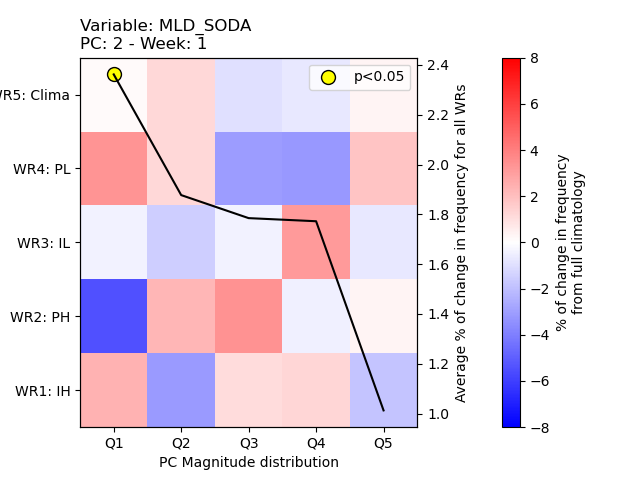 Variable: MLD_SODA
PC: 2 - Week: 1
p<0.05
WR5: Clima
WR4: PL
WR3: IL
WR2: PH
WR1: IH
Q1 Q2 Q3 Q4 Q5
PC Magnitude distribution
2.4
2.2
2.0
1.8
1.6
1.4
1.2
1.0
Average % of change in frequency for all WRs
8
6
4
2
0
−2
−4
−6
−8
% of change in frequency
from full climatology